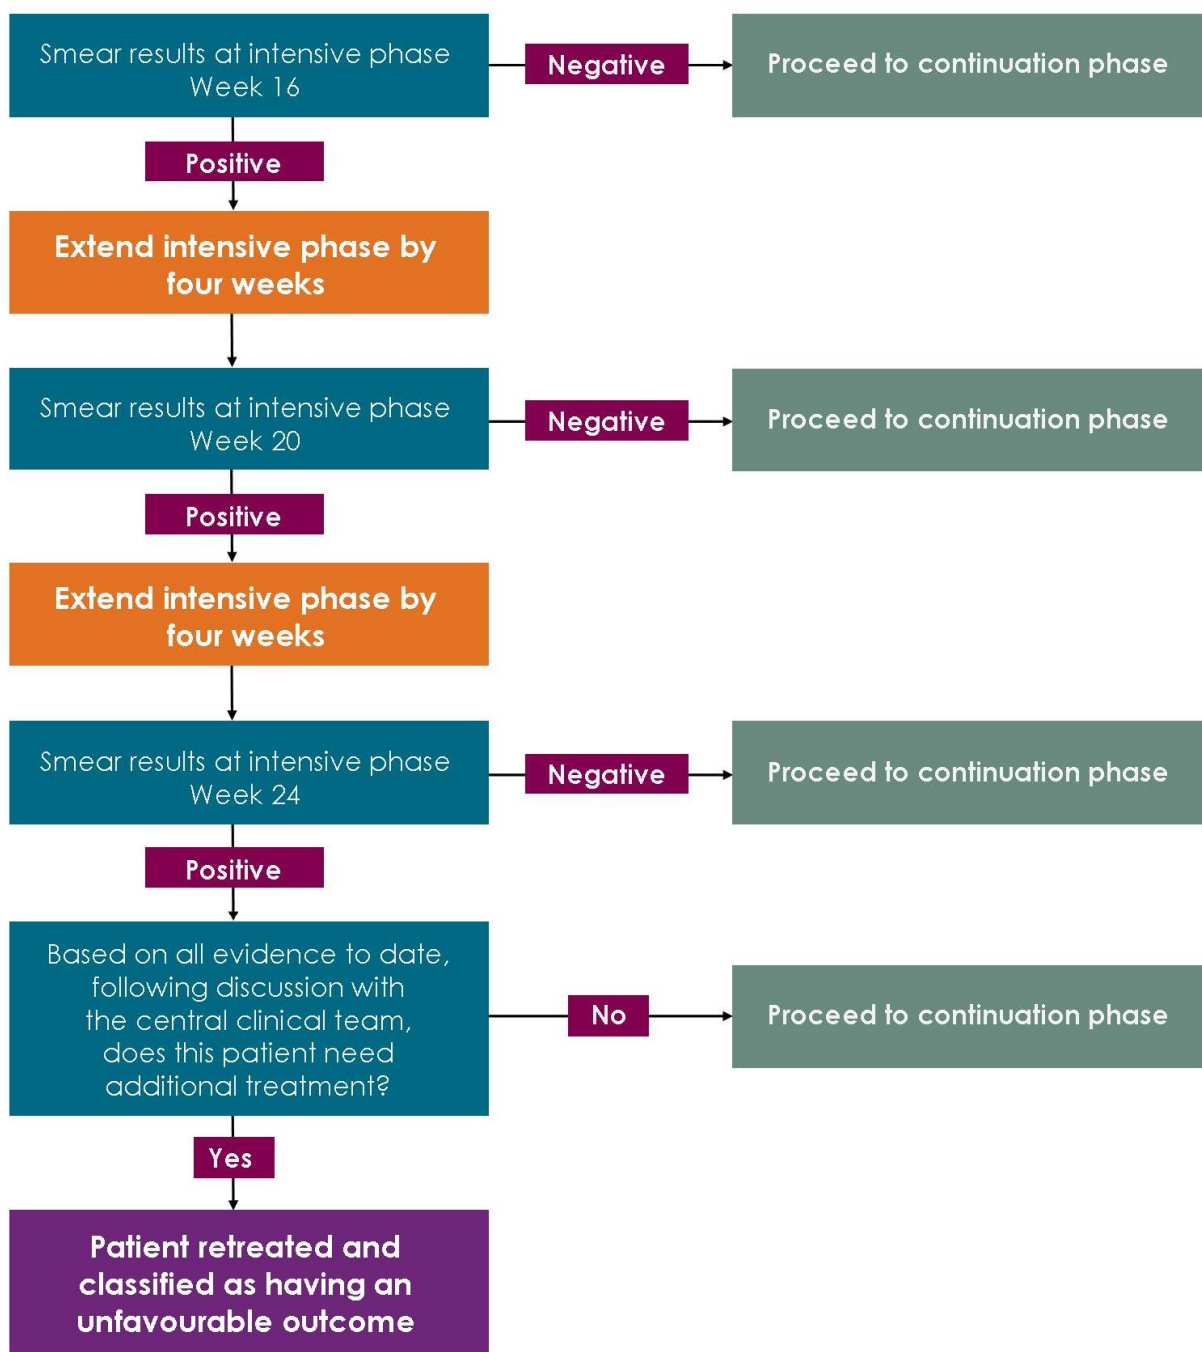 Smear results at intensive phase
Week 16
Negative
Proceed to continuation phase
Positive
Extend intensive phase by
four weeks
Smear results at intensive phase
Week 20
Negative
Proceed to continuation phase
Positive
Extend intensive phase by
four weeks
Smear results at intensive phase
Week 24
Negative
Proceed to continuation phase
Positive
Based on all evidence to date,
following discussion with
the central clinical team,
does this patient need
additional treatment?
No
Proceed to continuation phase
Yes
Patient retreated and
classified as having an
unfavourable outcome